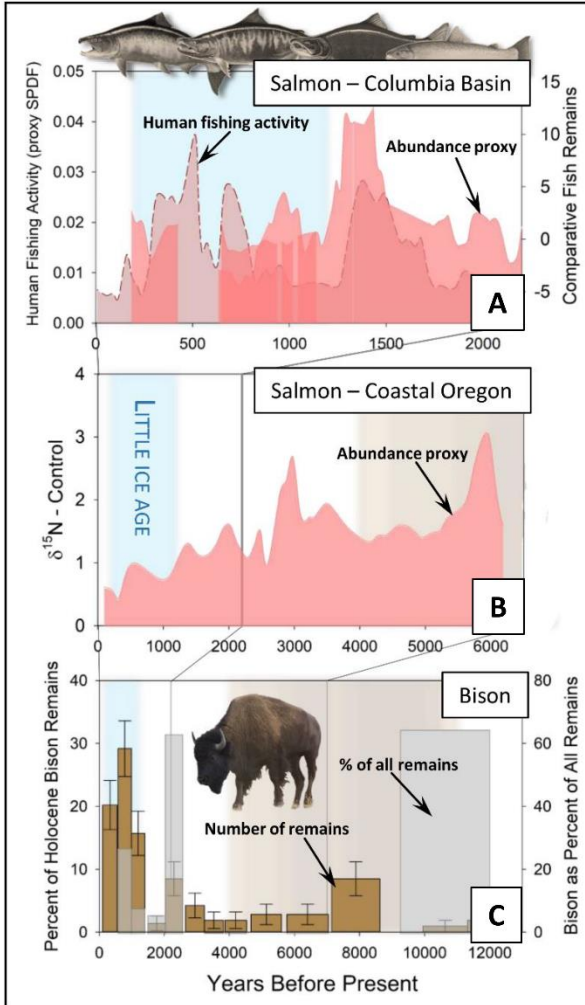 Salmon – Columbia Basin
Human fishing activity
Abundance proxy
Human Fishing Activity (proxy SPDF)
0.05
0.04
0.03
0.02
0.01
0.00
Comparative Fish Remains
15
10
5
0
-5
A
0 500 1000 1500 2000
Salmon – Coastal Oregon
Abundance proxy
LITTLE ICE AGE
δ¹⁵N - Control
4
3
2
1
0
B
0 1000 2000 3000 4000 5000 6000
Bison
% of all remains
Number of remains
Percent of Holocene Bison Remains
40
30
20
10
0
Bison as Percent of All Remains
80
60
40
20
0
C
0 2000 4000 6000 8000 10000 12000
Years Before Present